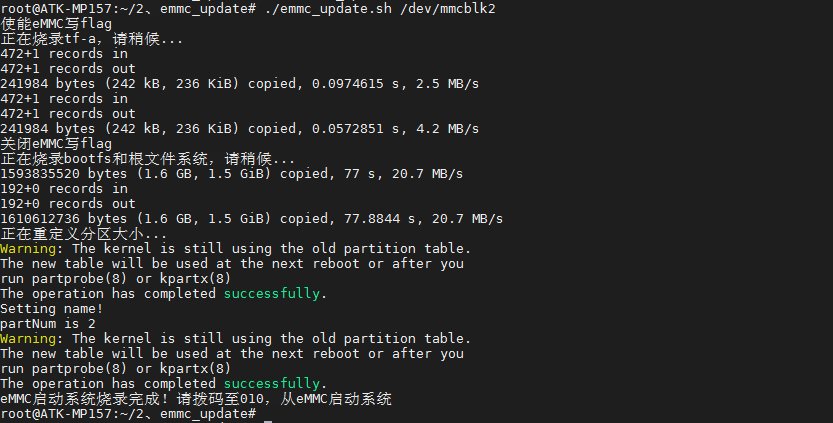 root@ATK-MP157:~/2、emmc_update# ./emmc_update.sh /dev/mmcblk2
使能eMMC写flag
正在烧录tf-a，请稍候...
472+1 records in
472+1 records out
241984 bytes (242 kB, 236 KiB) copied, 0.0974615 s, 2.5 MB/s
472+1 records in
472+1 records out
241984 bytes (242 kB, 236 KiB) copied, 0.0572851 s, 4.2 MB/s
关闭eMMC写flag
正在烧录bootfs和根文件系统，请稍候...
1593835520 bytes (1.6 GB, 1.5 GiB) copied, 77 s, 20.7 MB/s
192+0 records in
192+0 records out
1610612736 bytes (1.6 GB, 1.5 GiB) copied, 77.8844 s, 20.7 MB/s
正在重定义分区大小...
Warning: The kernel is still using the old partition table.
The new table will be used at the next reboot or after you
run partprobe(8) or kpartx(8)
The operation has completed successfully.
Setting name!
partNum is 2
Warning: The kernel is still using the old partition table.
The new table will be used at the next reboot or after you
run partprobe(8) or kpartx(8)
The operation has completed successfully.
eMMC启动系统烧录完成！请拨码至010，从eMMC启动系统
root@ATK-MP157:~/2、emmc_update#